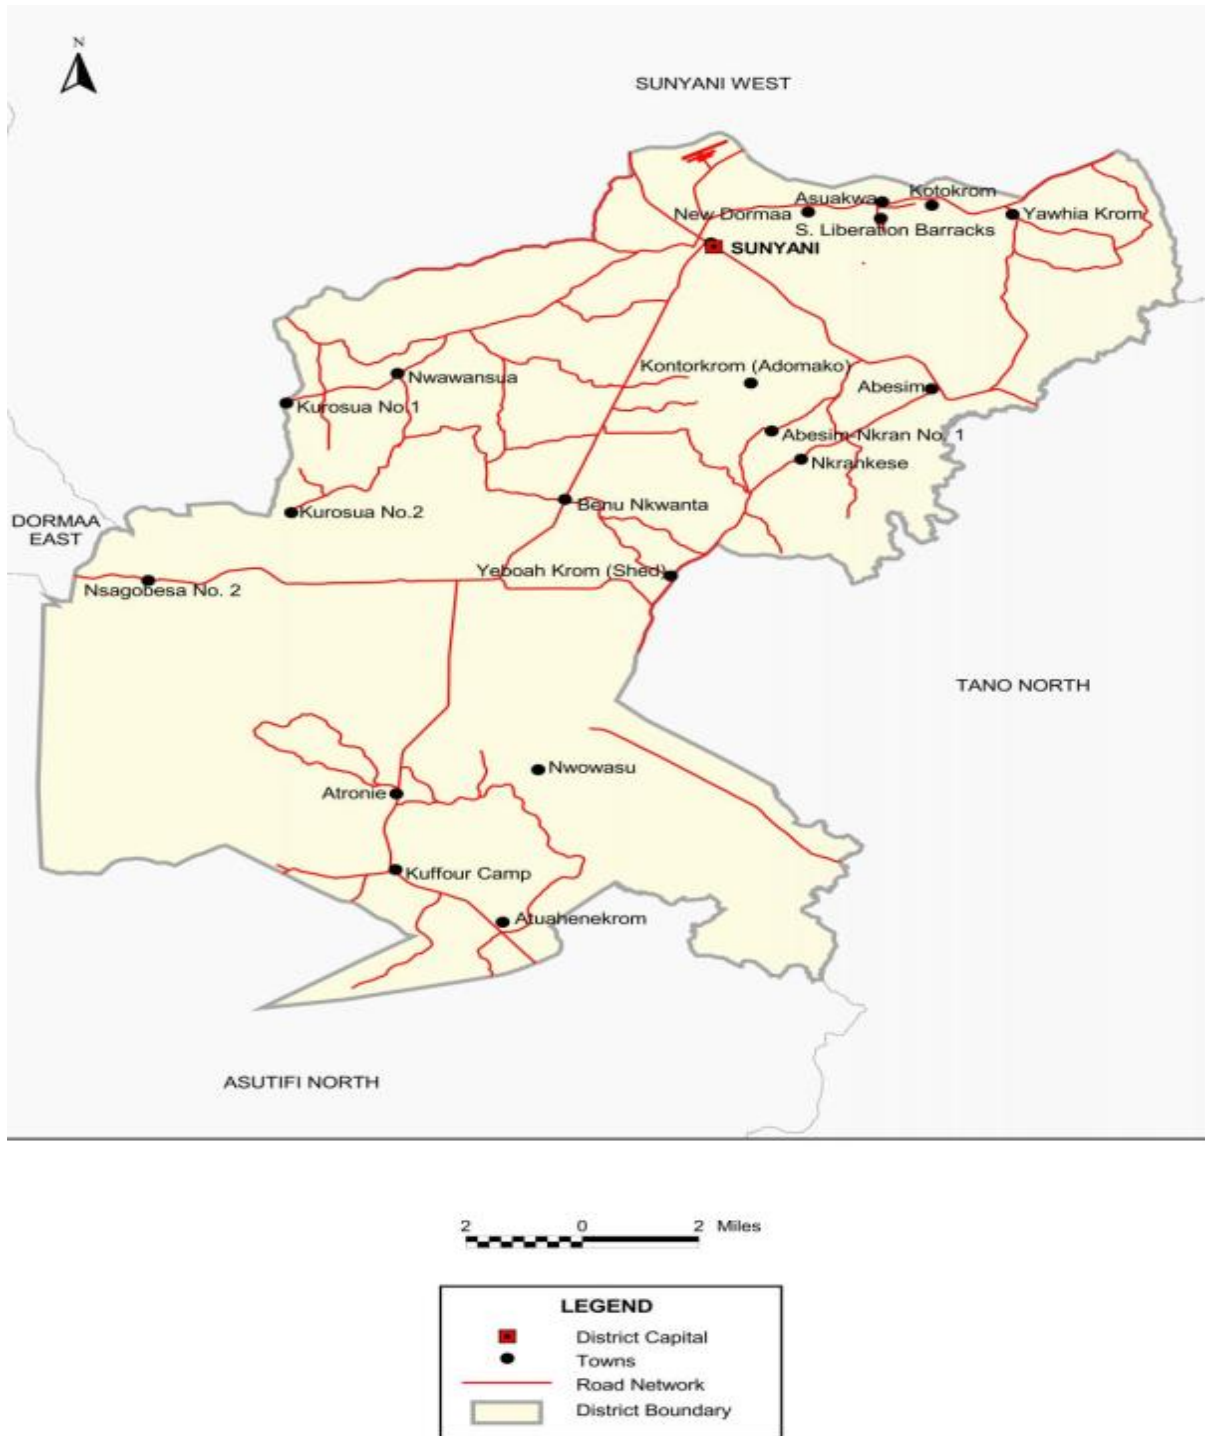 N
SUNYANI WEST
Asuakwa
Kotokrom
New Dormaa
Yawhia Krom
S. Liberation Barracks
SUNYANI
Kontorkrom (Adomako)
Nwawansua
Abesim
Kurosua No.1
Abesim-Nkran No. 1
Nkrankese
Benu Nkwanta
Kurosua No.2
DORMAA
EAST
Yeboah Krom (Shed)
Nsagobesa No. 2
TANO NORTH
Nwowasu
Atronie
Kuffour Camp
Atuahenekrom
ASUTIFI NORTH
2 0 2 Miles
LEGEND
District Capital
Towns
Road Network
District Boundary